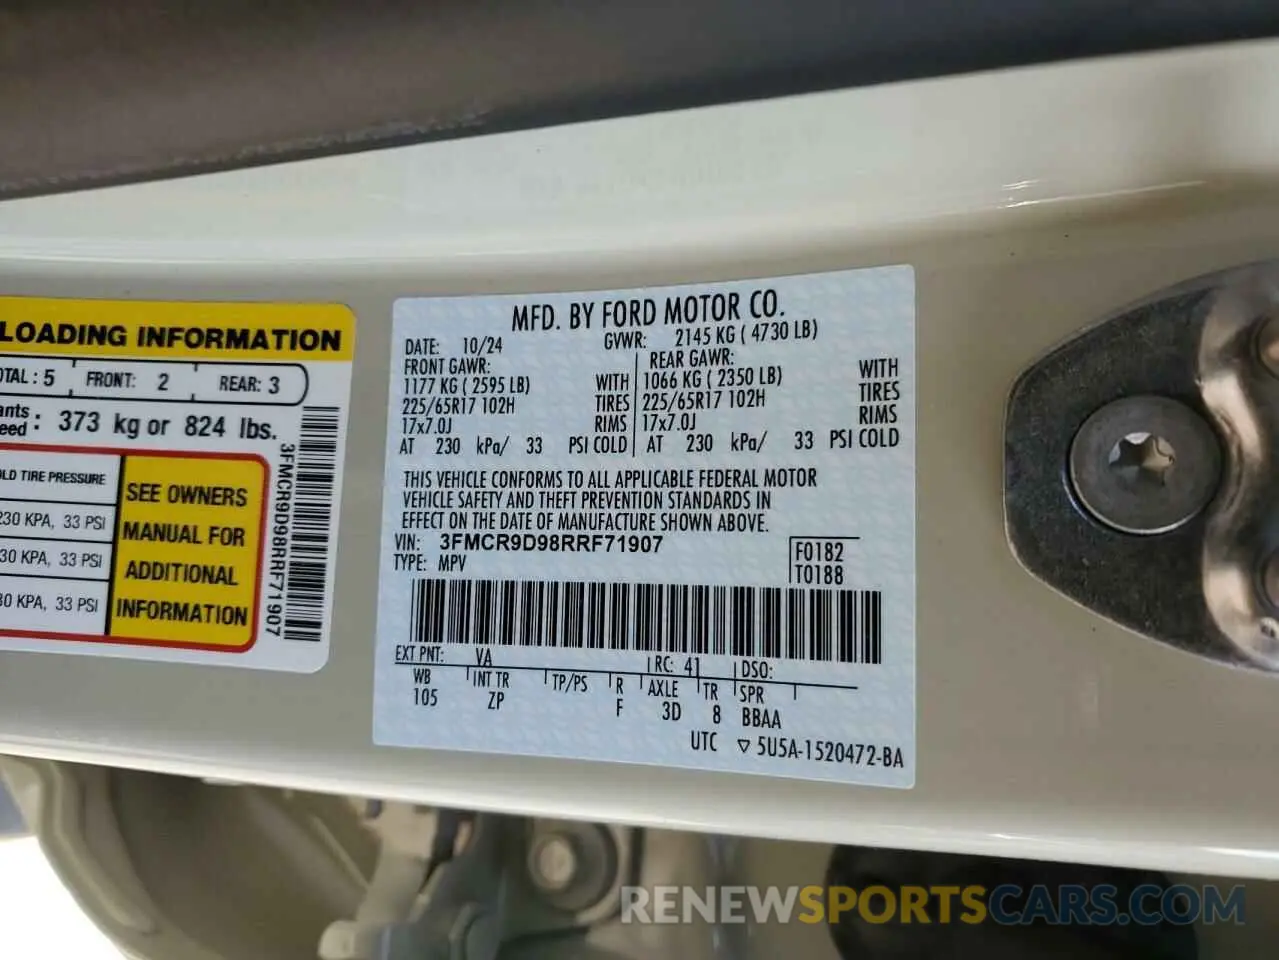 LOADING INFORMATION
OTAL : 5 FRONT: 2 REAR: 3
ants : 373 kg or 824 lbs.
eed
OLD TIRE PRESSURE
230 KPA, 33 PSI
30 KPA, 33 PSI
30 KPA, 33 PSI
SEE OWNERS
MANUAL FOR
ADDITIONAL
INFORMATION
3FMCR9D98RRF71907
MFD. BY FORD MOTOR CO.
DATE: 10/24 GVWR: 2145 KG ( 4730 LB)
FRONT GAWR: REAR GAWR:
1177 KG ( 2595 LB) WITH 1066 KG ( 2350 LB) WITH
225/65R17 102H TIRES 225/65R17 102H TIRES
17x7.0J RIMS 17x7.0J RIMS
AT 230 kPa/ 33 PSI COLD AT 230 kPa/ 33 PSI COLD
THIS VEHICLE CONFORMS TO ALL APPLICABLE FEDERAL MOTOR
VEHICLE SAFETY AND THEFT PREVENTION STANDARDS IN
EFFECT ON THE DATE OF MANUFACTURE SHOWN ABOVE.
VIN: 3FMCR9D98RRF71907 F0182
TYPE: MPV T0188
EXT PNT: VA RC: 41 DSO:
WB INT TR TP/PS R AXLE TR SPR
105 ZP F 3D 8 BBAA
UTC ▽ 5U5A-1520472-BA
RENEWSPORTSCARS.COM